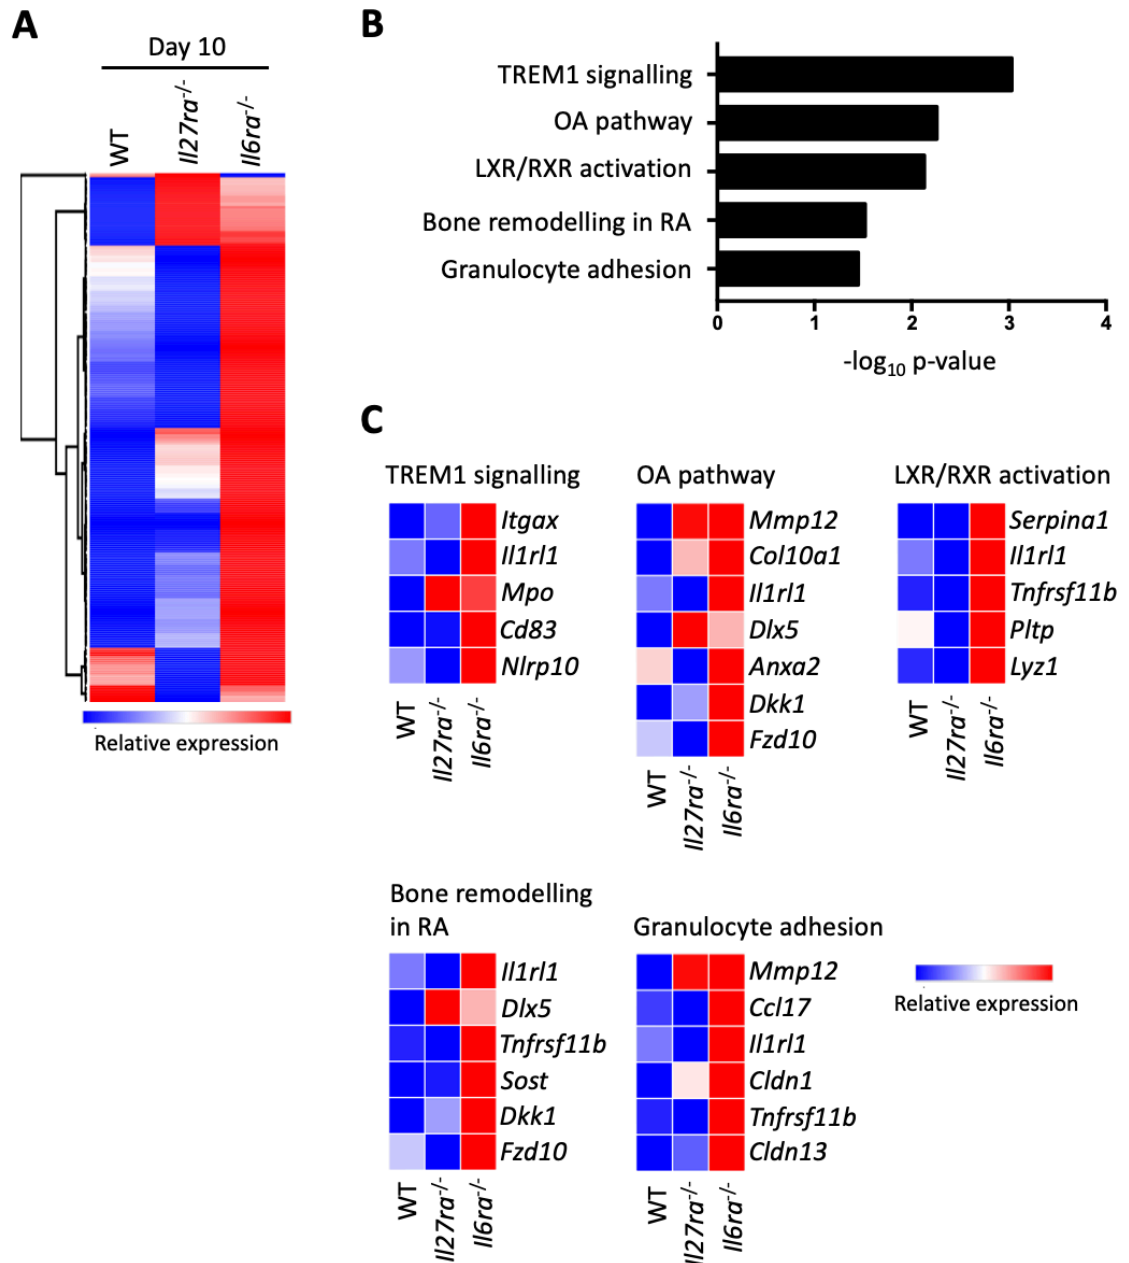 A
Day 10
WT
Il27ra-/-
Il6ra-/-
Relative expression
B
TREM1 signalling
OA pathway
LXR/RXR activation
Bone remodelling in RA
Granulocyte adhesion
0 1 2 3 4
-log10 p-value
C
TREM1 signalling
Itgax
Il1rl1
Mpo
Cd83
Nlrp10
WT
Il27ra-/-
Il6ra-/-
OA pathway
Mmp12
Col10a1
Il1rl1
Dlx5
Anxa2
Dkk1
Fzd10
WT
Il27ra-/-
Il6ra-/-
LXR/RXR activation
Serpina1
Il1rl1
Tnfrsf11b
Pltp
Lyz1
WT
Il27ra-/-
Il6ra-/-
Bone remodelling
in RA
Il1rl1
Dlx5
Tnfrsf11b
Sost
Dkk1
Fzd10
WT
Il27ra-/-
Il6ra-/-
Granulocyte adhesion
Mmp12
Ccl17
Il1rl1
Cldn1
Tnfrsf11b
Cldn13
WT
Il27ra-/-
Il6ra-/-
Relative expression